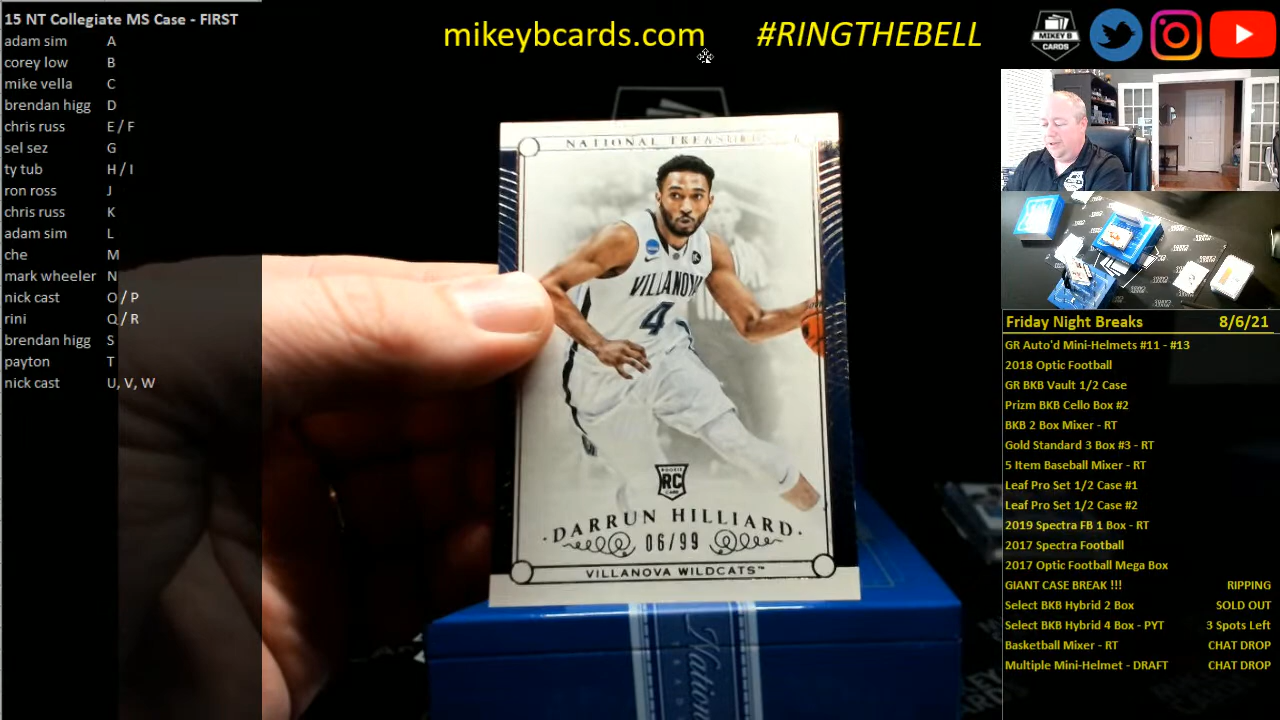 15 NT Collegiate MS Case - FIRST
adam sim A
corey low B
mike vella C
brendan higg D
chris russ E / F
sel sez G
ty tub H / I
ron ross J
chris russ K
adam sim L
che M
mark wheeler N
nick cast O / P
rini Q / R
brendan higg S
payton T
nick cast U, V, W
mikeybcards.com #RINGTHEBELL
MIKEY B
CARDS
NATIONAL TREASURES
VILLANOVA
4
ROOKIE
RC
CARD
·DARRUN HILLIARD·
06/99
VILLANOVA WILDCATS™
National
Friday Night Breaks 8/6/21
GR Auto'd Mini-Helmets #11 - #13
2018 Optic Football
GR BKB Vault 1/2 Case
Prizm BKB Cello Box #2
BKB 2 Box Mixer - RT
Gold Standard 3 Box #3 - RT
5 Item Baseball Mixer - RT
Leaf Pro Set 1/2 Case #1
Leaf Pro Set 1/2 Case #2
2019 Spectra FB 1 Box - RT
2017 Spectra Football
2017 Optic Football Mega Box
GIANT CASE BREAK !!! RIPPING
Select BKB Hybrid 2 Box SOLD OUT
Select BKB Hybrid 4 Box - PYT 3 Spots Left
Basketball Mixer - RT CHAT DROP
Multiple Mini-Helmet - DRAFT CHAT DROP